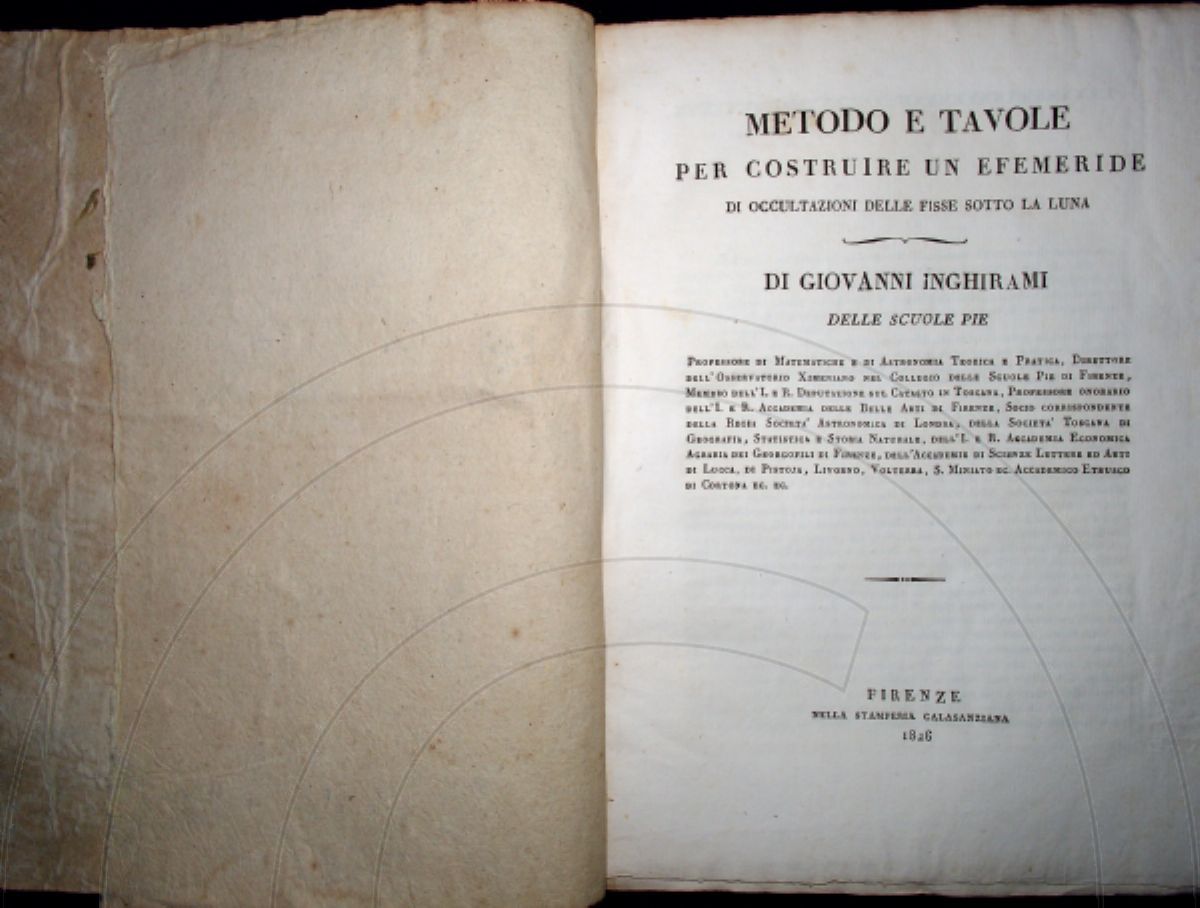 METODO E TAVOLE
PER COSTRUIRE UN EFEMERIDE
DI OCCULTAZIONI DELLE FISSE SOTTO LA LUNA
DI GIOVANNI INGHIRAMI
DELLE SCUOLE PIE
PROFESSORE DI MATEMATICHE E DI ASTRONOMIA TEORICA E PRATICA, DIRETTORE
DELL'OSSERVATORIO XIMENIANO NEL COLLEGIO DELLE SCUOLE PIE DI FIRENZE,
MEMBRO DELL'I. E R. DEPUTAZIONE SUL CATASTO IN TOSCANA, PROFESSORE ONORARIO
DELL'I. E R. ACCADEMIA DELLE BELLE ARTI DI FIRENZE, SOCIO CORRISPONDENTE
DELLA REGIA SOCIETA' ASTRONOMICA DI LONDRA, DELLA SOCIETA' TOSCANA DI
GEOGRAFIA, STATISTICA E STORIA NATURALE, DELL'I. E R. ACCADEMIA ECONOMICA
AGRARIA DEI GEORGOFILI DI FIRENZE, DELL'ACCADEMIE DI SCIENZE LETTERE ED ARTI
DI LUCCA, DI PISTOJA, LIVORNO, VOLTERRA, S. MINIATO EC. ACCADEMICO ETRUSCO
DI CORTONA EC. EC.
FIRENZE
NELLA STAMPERIA CALASANZIANA
1826